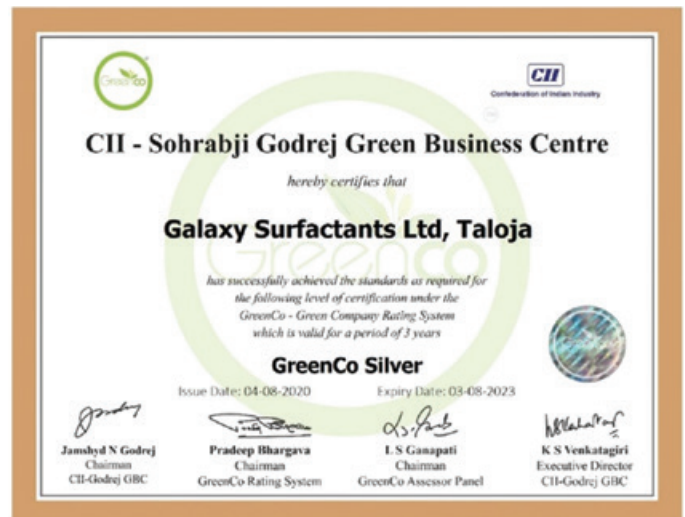 Greenco
CII
Confederation of Indian Industry
CII - Sohrabji Godrej Green Business Centre
hereby certifies that
Galaxy Surfactants Ltd, Taloja
has successfully achieved the standards as required for
the following level of certification under the
GreenCo - Green Company Rating System
which is valid for a period of 3 years
GreenCo Silver
Issue Date: 04-08-2020 Expiry Date: 03-08-2023
Jamshyd N Godrej Pradeep Bhargava L S Ganapati K S Venkatagiri
Chairman Chairman Chairman Executive Director
CII-Godrej GBC GreenCo Rating System GreenCo Assessor Panel CII-Godrej GBC